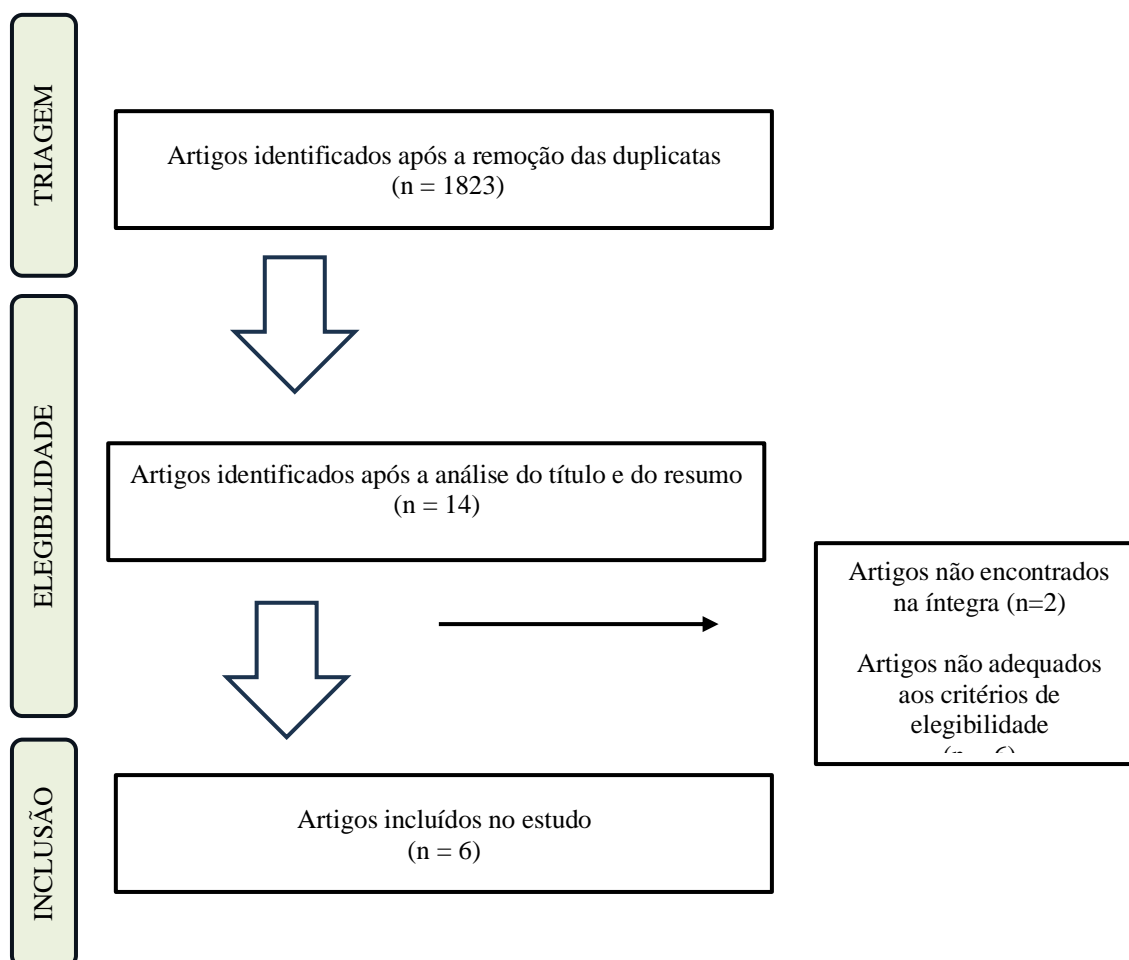 TRIAGEM
Artigos identificados após a remoção das duplicatas
(n = 1823)
ELEGIBILIDADE
Artigos identificados após a análise do título e do resumo
(n = 14)
Artigos não encontrados
na íntegra (n=2)
Artigos não adequados
aos critérios de
elegibilidade
INCLUSÃO
Artigos incluídos no estudo
(n = 6)